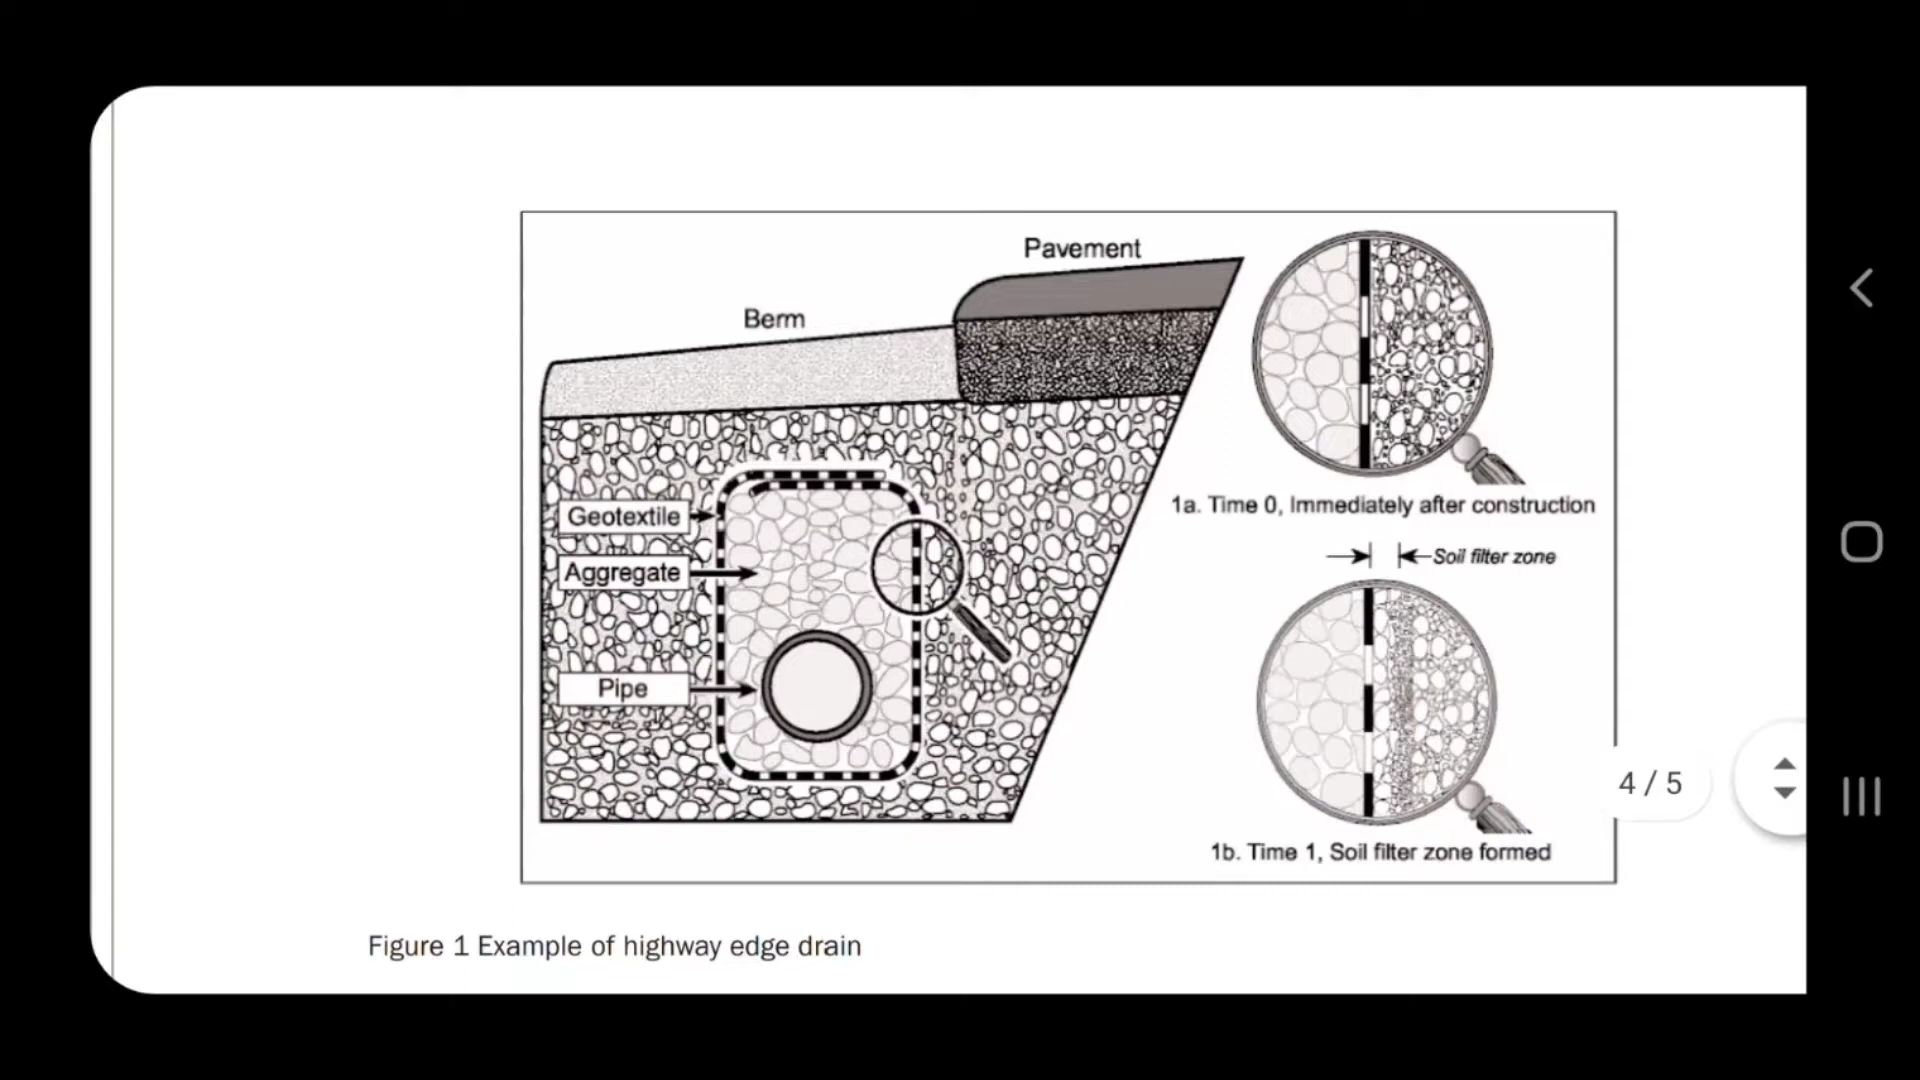 Pavement
Berm
Geotextile
Aggregate
Pipe
1a. Time 0, Immediately after construction
Soil filter zone
1b. Time 1, Soil filter zone formed
4 / 5
Figure 1 Example of highway edge drain